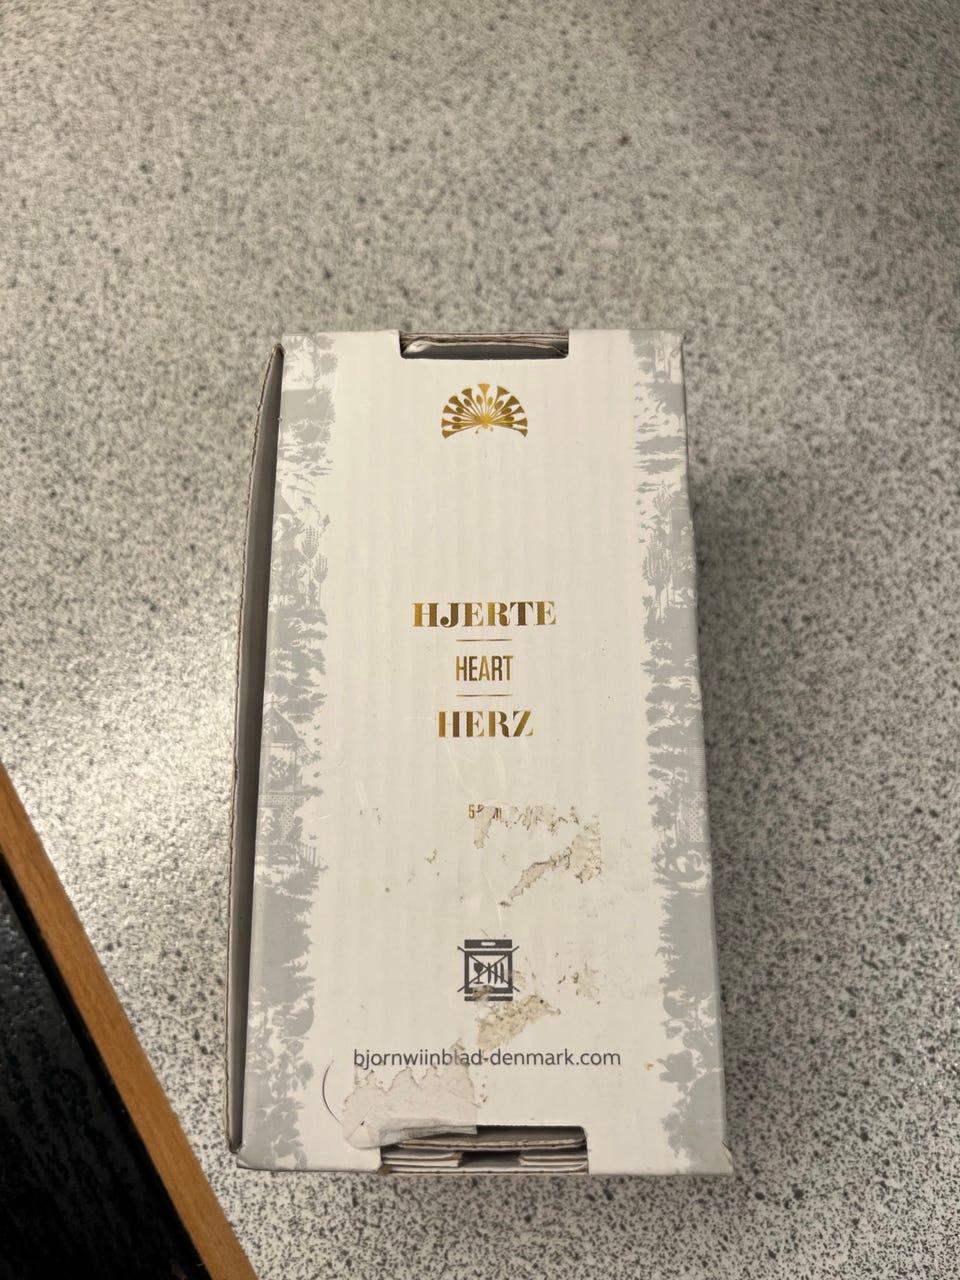 HJERTE
HEART
HERZ
bjornwiinblad-denmark.com